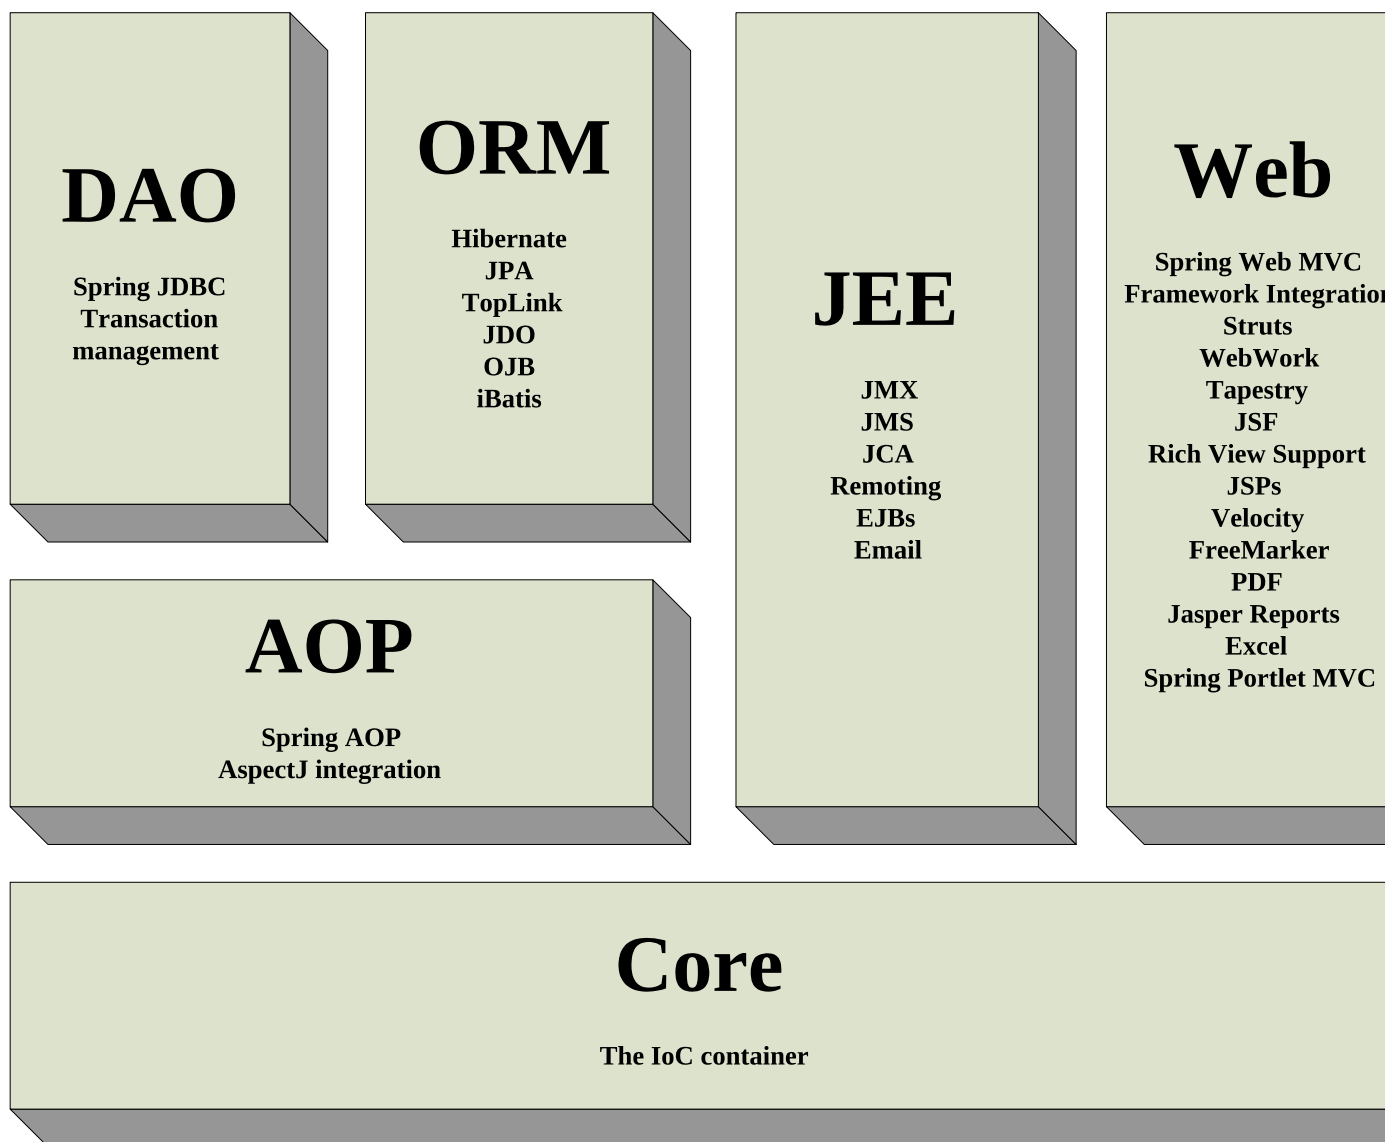 DAO
Spring JDBC
Transaction
management
ORM
Hibernate
JPA
TopLink
JDO
OJB
iBatis
JEE
JMX
JMS
JCA
Remoting
EJBs
Email
Web
Spring Web MVC
Framework Integration
Struts
WebWork
Tapestry
JSF
Rich View Support
JSPs
Velocity
FreeMarker
PDF
Jasper Reports
Excel
Spring Portlet MVC
AOP
Spring AOP
AspectJ integration
Core
The IoC container